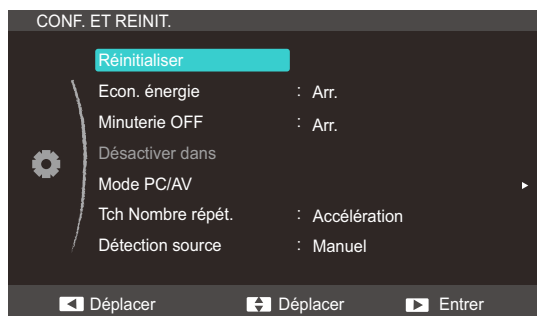 CONF. ET REINIT.
Réinitialiser
Econ. énergie : Arr.
Minuterie OFF : Arr.
Désactiver dans
Mode PC/AV
Tch Nombre répét. : Accélération
Détection source : Manuel
Déplacer Déplacer Entrer